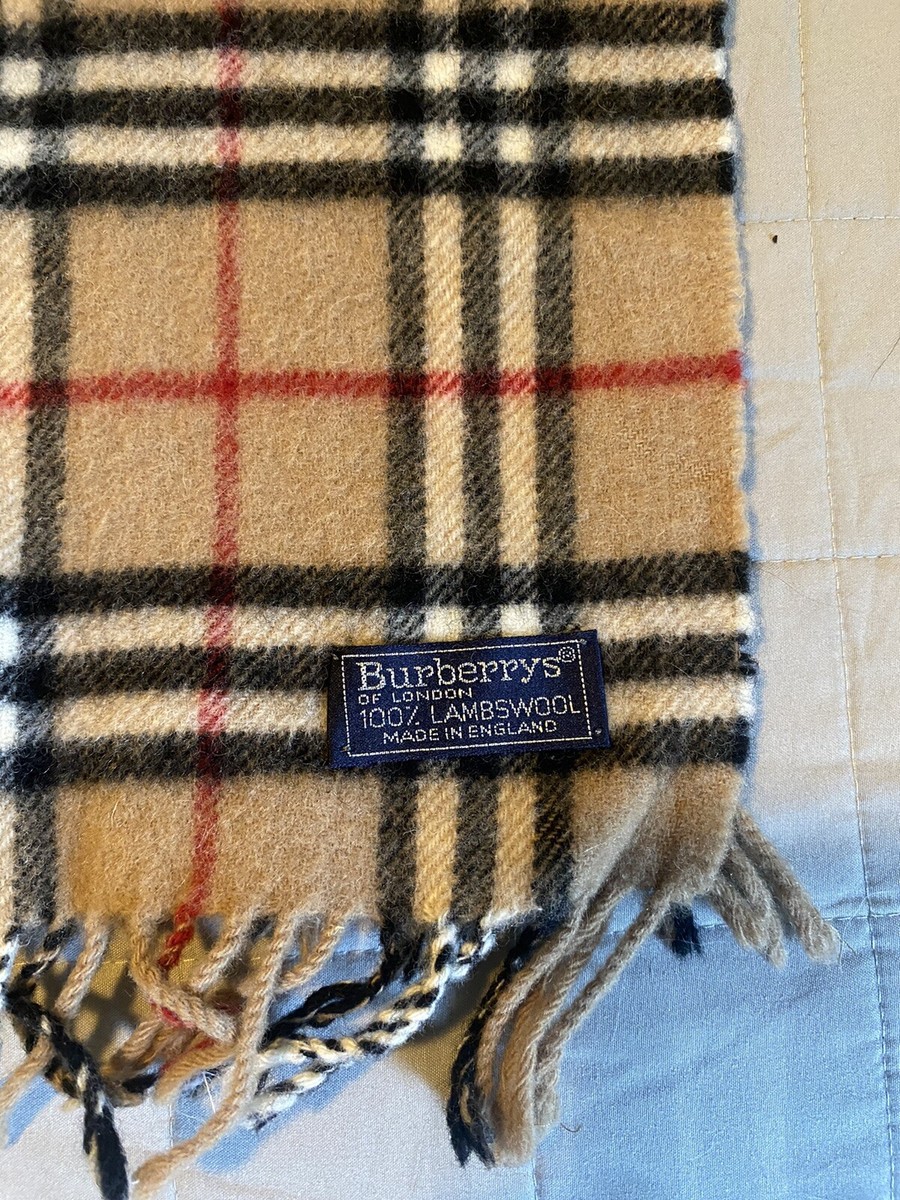 Burberrys®
OF LONDON
100% LAMBSWOOL
MADE IN ENGLAND